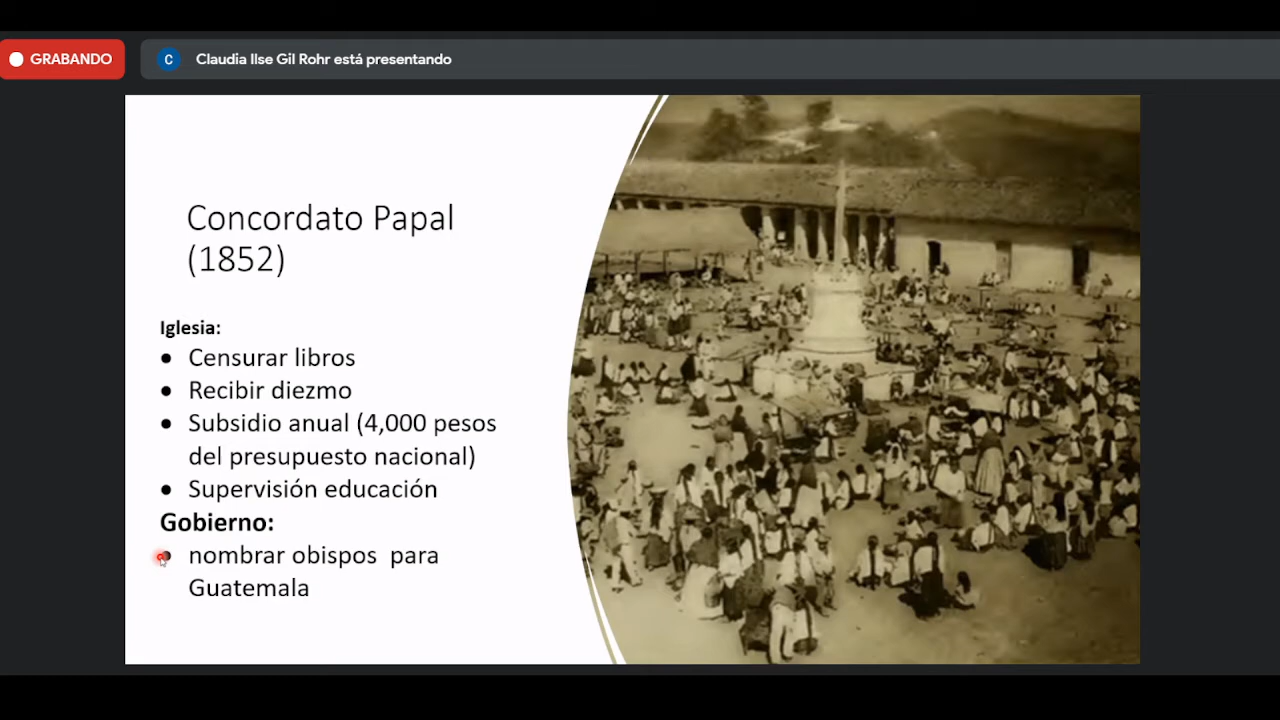 GRABANDO
C
Claudia Ilse Gil Rohr está presentando
Concordato Papal
(1852)
Iglesia:
• Censurar libros
• Recibir diezmo
• Subsidio anual (4,000 pesos
del presupuesto nacional)
• Supervisión educación
Gobierno:
• nombrar obispos para
Guatemala